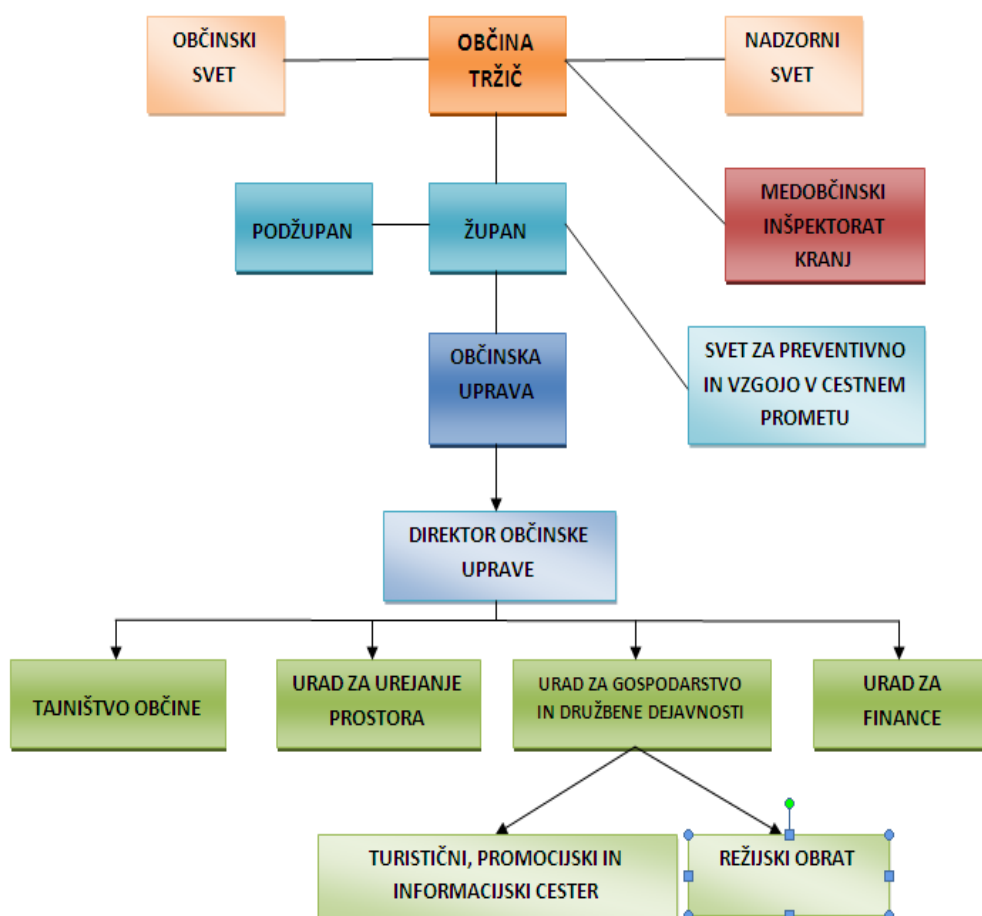 OBČINSKI
SVET
OBČINA
TRŽIČ
NADZORNI
SVET
PODŽUPAN
ŽUPAN
MEDOBČINSKI
INŠPEKTORAT
KRANJ
OBČINSKA
UPRAVA
SVET ZA PREVENTIVNO
IN VZGOJO V CESTNEM
PROMETU
DIREKTOR OBČINSKE
UPRAVE
TAJNIŠTVO OBČINE
URAD ZA UREJANJE
PROSTORA
URAD ZA GOSPODARSTVO
IN DRUŽBENE DEJAVNOSTI
URAD ZA
FINANCE
TURISTIČNI, PROMOCIJSKI IN
INFORMACIJSKI CESTER
REŽIJSKI OBRAT